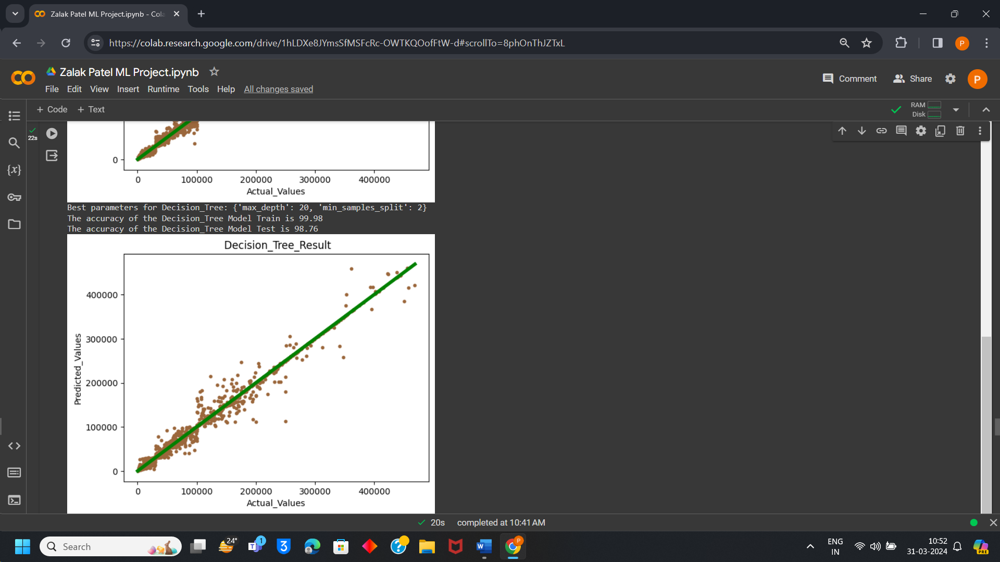 Zalak Patel ML Project.ipynb - Cola
https://colab.research.google.com/drive/1hLDXe8JYmsSfMSFcRc-OWTKQOofFtW-d#scrollTo=8phOnThJZTxL
P
Zalak Patel ML Project.ipynb
Comment
Share
P
File Edit View Insert Runtime Tools Help All changes saved
+ Code + Text
RAM
Disk
22s
{x}
0
0 100000 200000 300000 400000
Actual_Values
Best parameters for Decision_Tree: {'max_depth': 20, 'min_samples_split': 2}
The accuracy of the Decision_Tree Model Train is 99.98
The accuracy of the Decision_Tree Model Test is 98.76
Decision_Tree_Result
400000
300000
200000
100000
0
Predicted_Values
0 100000 200000 300000 400000
Actual_Values
20s completed at 10:41 AM
Search
24°
1
P
ENG
IN
10:52
31-03-2024
PRE